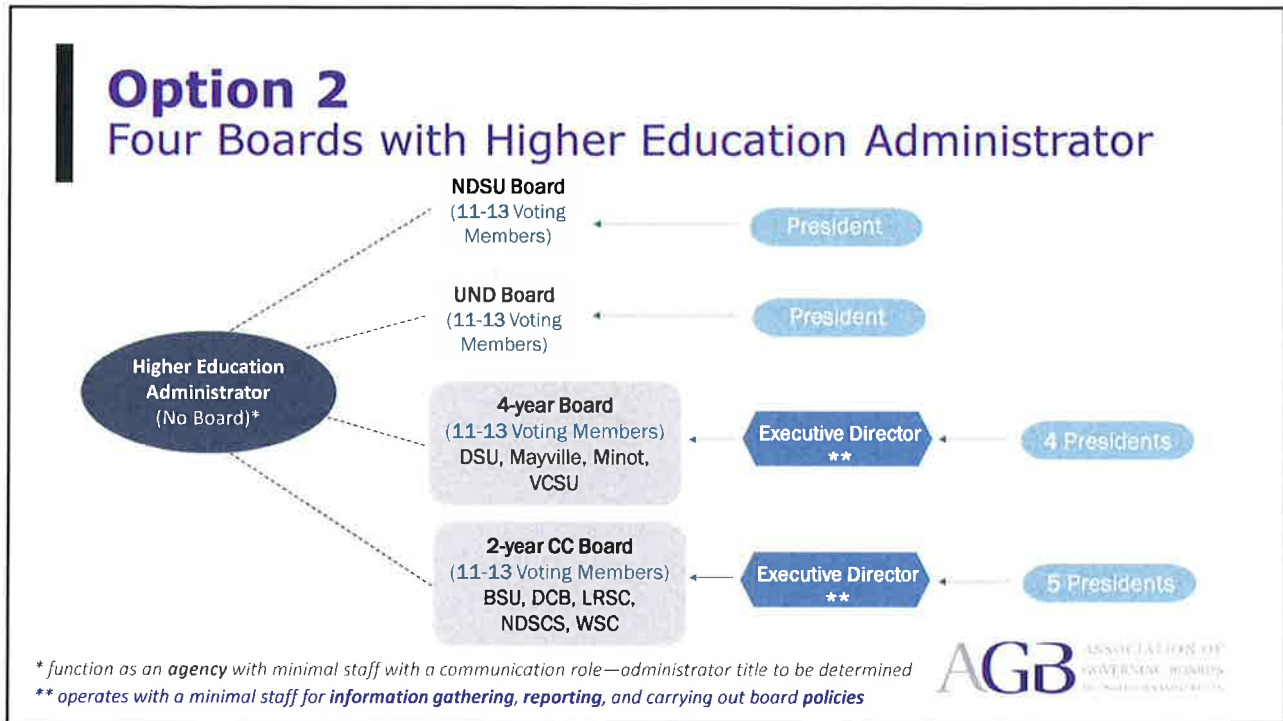 Option 2
Four Boards with Higher Education Administrator
NDSU Board
(11-13 Voting
Members)
President
UND Board
(11-13 Voting
Members)
President
Higher Education
Administrator
(No Board)*
4-year Board
(11-13 Voting Members)
DSU, Mayville, Minot,
VCSU
Executive Director
**
4 Presidents
2-year CC Board
(11-13 Voting Members)
BSU, DCB, LRSC,
NDSCS, WSC
Executive Director
**
5 Presidents
* function as an agency with minimal staff with a communication role—administrator title to be determined
** operates with a minimal staff for information gathering, reporting, and carrying out board policies
AGB
ASSOCIATION OF
GOVERNING BOARDS